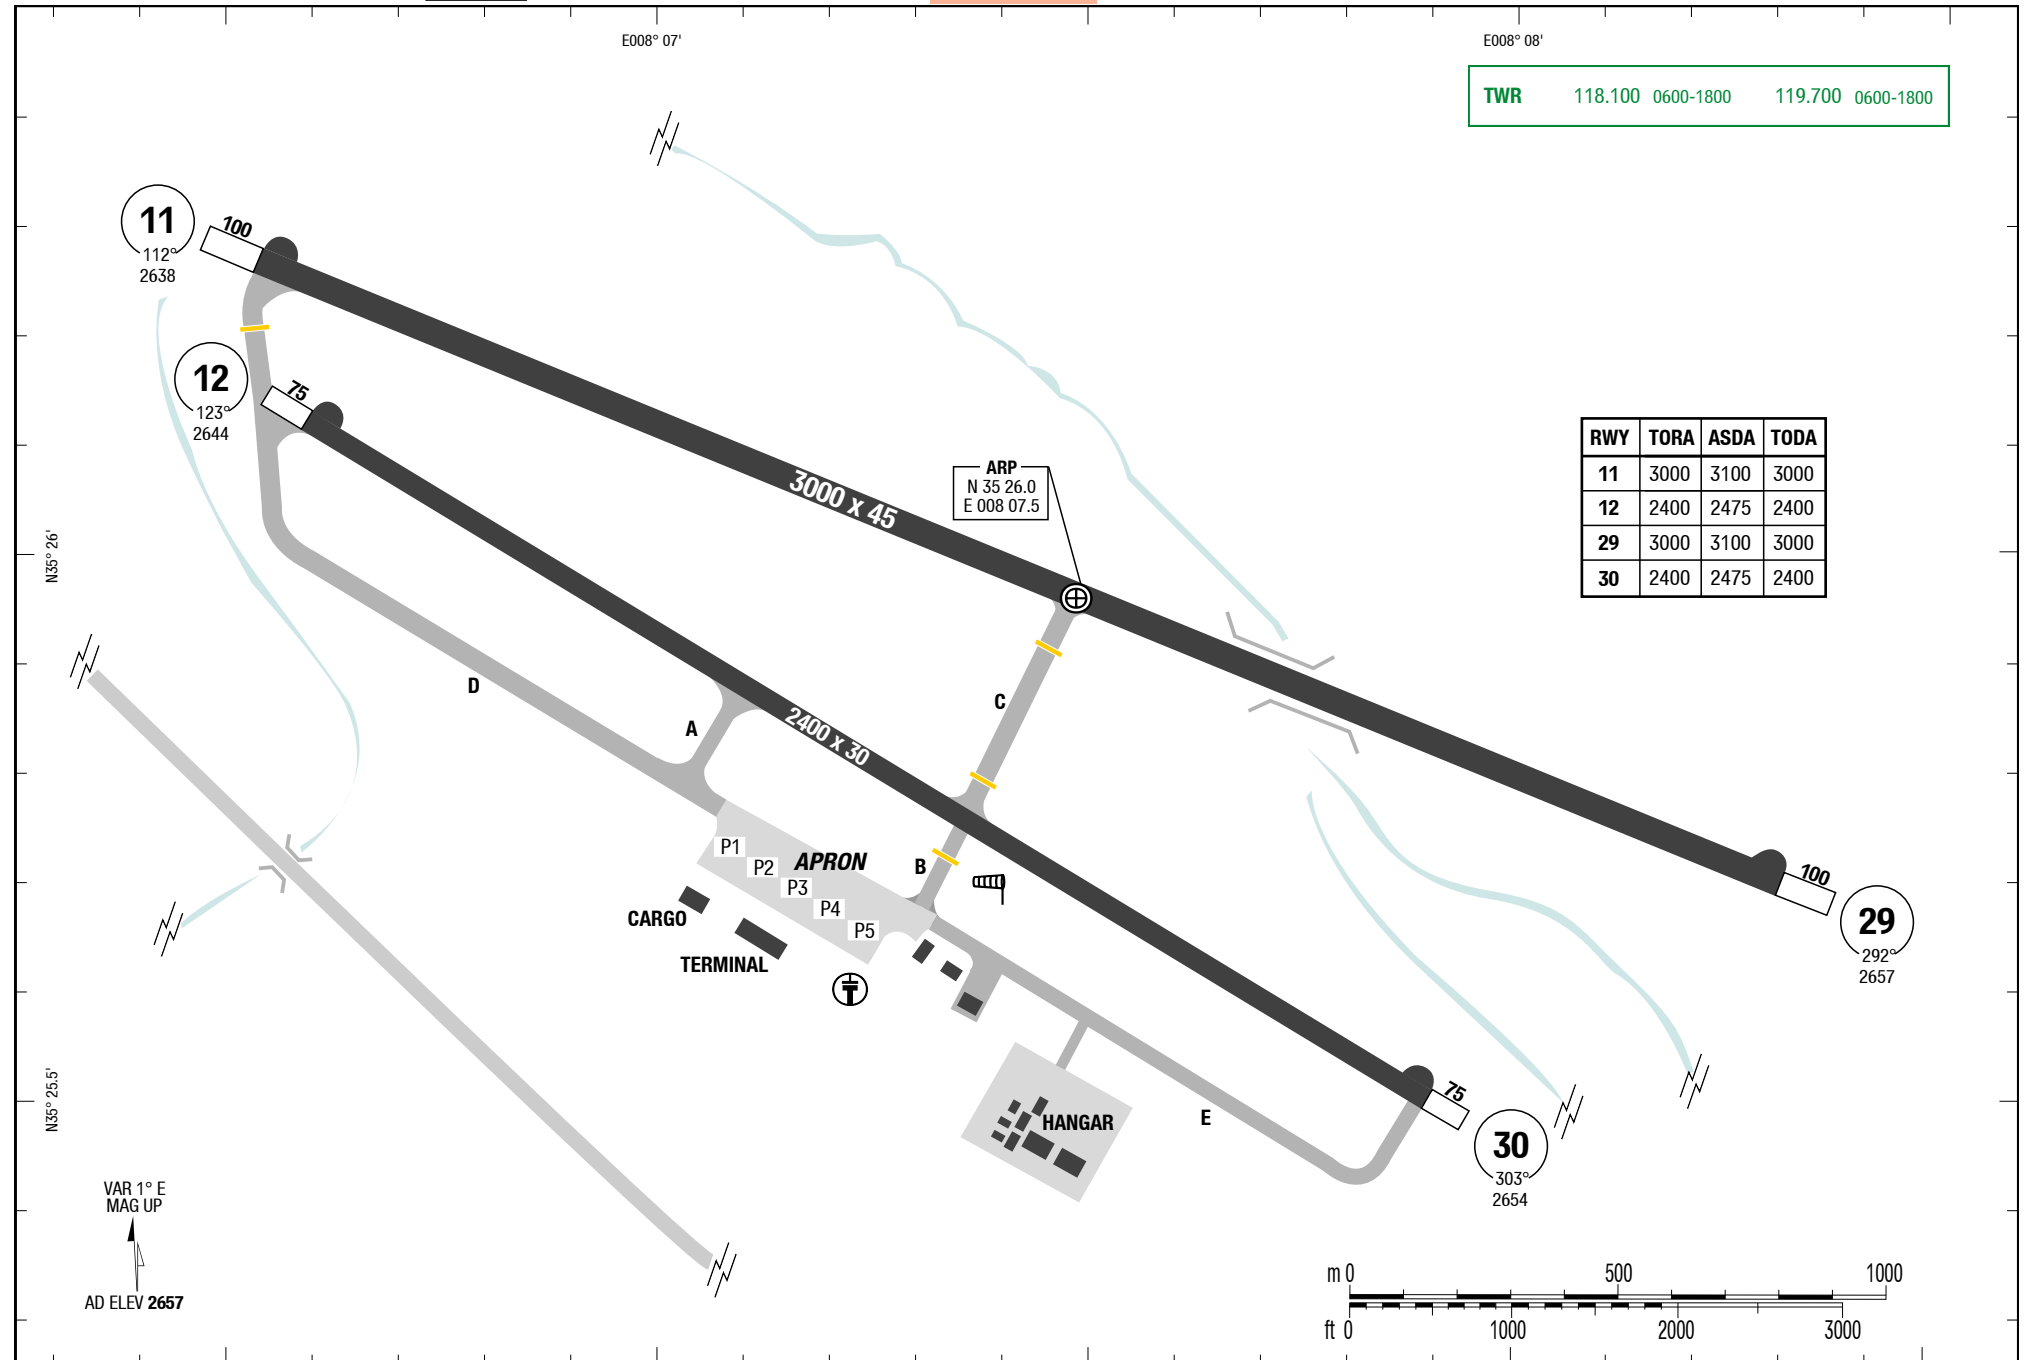 E008° 07'
E008° 08'
TWR 118.100 0600-1800 119.700 0600-1800
11
112°
2638
100
12
123°
2644
75
3000 x 45
ARP
N 35 26.0
E 008 07.5
RWY TORA ASDA TODA
11 3000 3100 3000
12 2400 2475 2400
29 3000 3100 3000
30 2400 2475 2400
N35° 26'
D
A
C
2400 x 30
B
P1
P2
P3
P4
P5
APRON
CARGO
TERMINAL
100
29
292°
2657
HANGAR
E
75
30
303°
2654
N35° 25.5'
VAR 1° E
MAG UP
AD ELEV 2657
m 0 500 1000
ft 0 1000 2000 3000